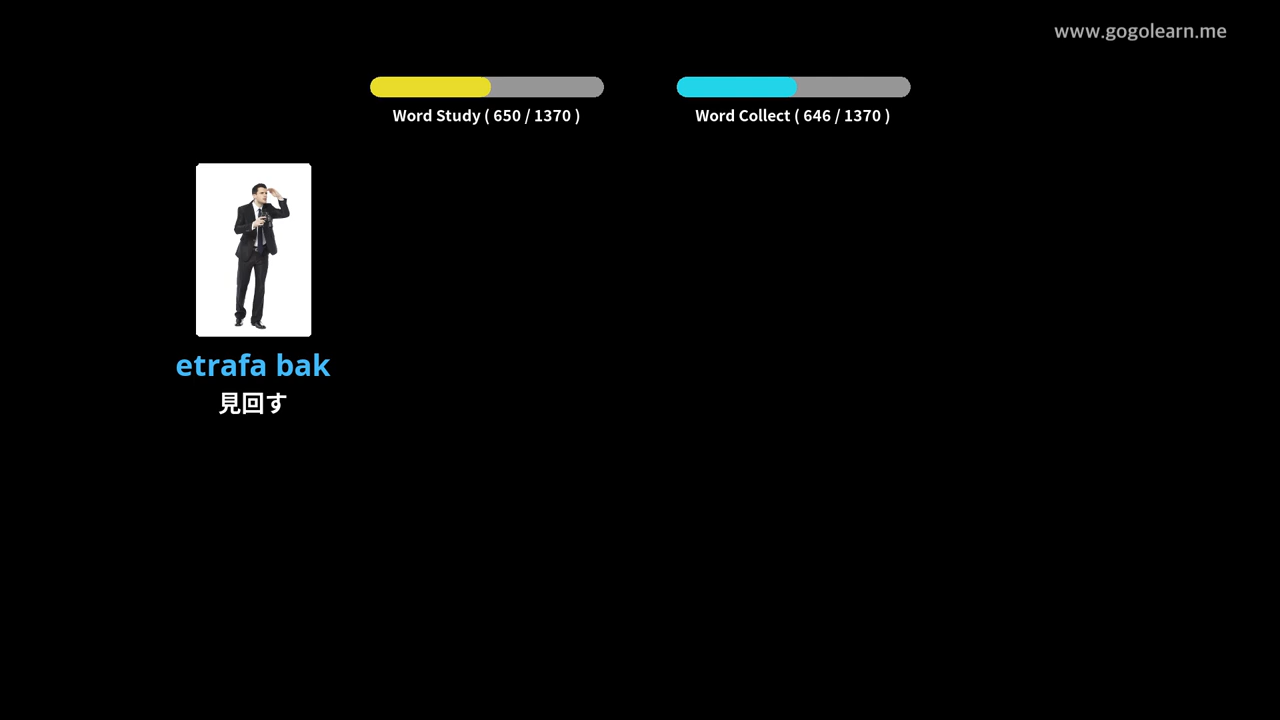 www.gogolearn.me
Word Study ( 650 / 1370 )
Word Collect ( 646 / 1370 )
etrafa bak
見回す